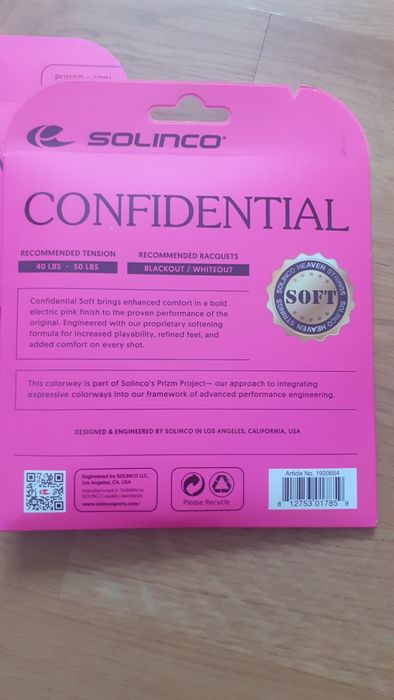 POWER + SPIN
SOLINCO®
CONFIDENTIAL
RECOMMENDED TENSION
40 LBS - 50 LBS
RECOMMENDED RACQUETS
BLACKOUT / WHITEOUT
SOLINCO HEAVEN STRINGS
SOFT
SOLINCO HEAVEN STRINGS
Confidential Soft brings enhanced comfort in a bold
electric pink finish to the proven performance of the
original. Engineered with our proprietary softening
formula for increased playability, refined feel, and
added comfort on every shot.
This colorway is part of Solinco's Prizm Project— our approach to integrating
expressive colorways into our framework of advanced performance engineering.
DESIGNED & ENGINEERED BY SOLINCO IN LOS ANGELES, CALIFORNIA, USA
Engineered by SOLINCO LLC,
Los Angeles, CA, USA
Manufactured in TAIWAN to
SOLINCO quality standards
www.solincosports.com/
Please Recycle
Article No. 1920654
8 12753 01785 9